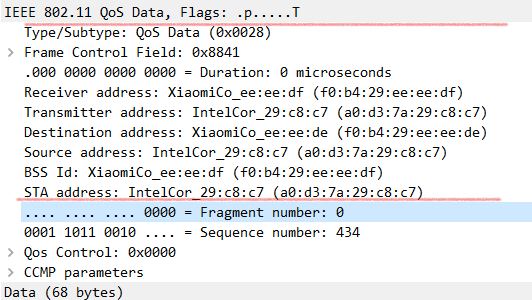 IEEE 802.11 QoS Data, Flags: .p.....T
Type/Subtype: QoS Data (0x0028)
Frame Control Field: 0x8841
.000 0000 0000 0000 = Duration: 0 microseconds
Receiver address: XiaomiCo_ee:ee:df (f0:b4:29:ee:ee:df)
Transmitter address: IntelCor_29:c8:c7 (a0:d3:7a:29:c8:c7)
Destination address: XiaomiCo_ee:ee:de (f0:b4:29:ee:ee:de)
Source address: IntelCor_29:c8:c7 (a0:d3:7a:29:c8:c7)
BSS Id: XiaomiCo_ee:ee:df (f0:b4:29:ee:ee:df)
STA address: IntelCor_29:c8:c7 (a0:d3:7a:29:c8:c7)
.... .... .... 0000 = Fragment number: 0
0001 1011 0010 .... = Sequence number: 434
Qos Control: 0x0000
CCMP parameters
Data (68 bytes)